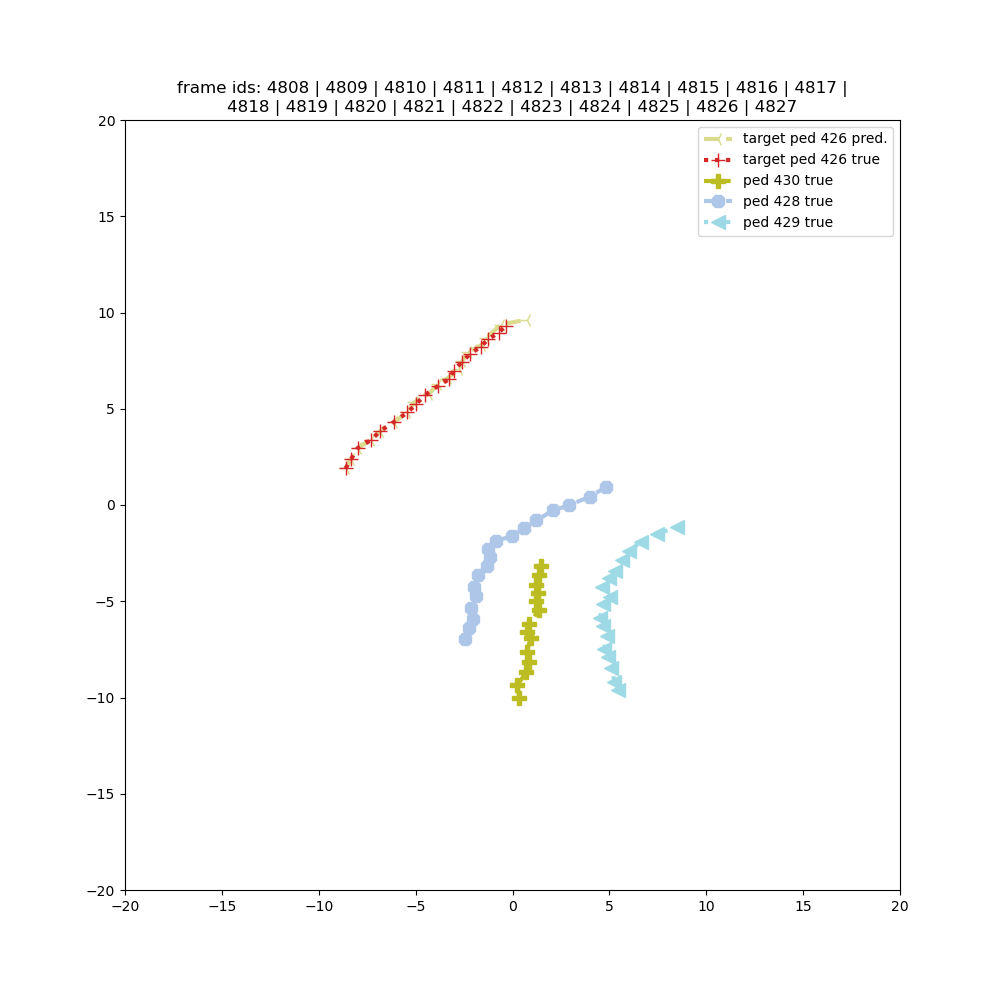 frame ids: 4808 | 4809 | 4810 | 4811 | 4812 | 4813 | 4814 | 4815 | 4816 | 4817 |
4818 | 4819 | 4820 | 4821 | 4822 | 4823 | 4824 | 4825 | 4826 | 4827
target ped 426 pred.
target ped 426 true
ped 430 true
ped 428 true
ped 429 true
20
15
10
5
0
−5
−10
−15
−20
−20 −15 −10 −5 0 5 10 15 20